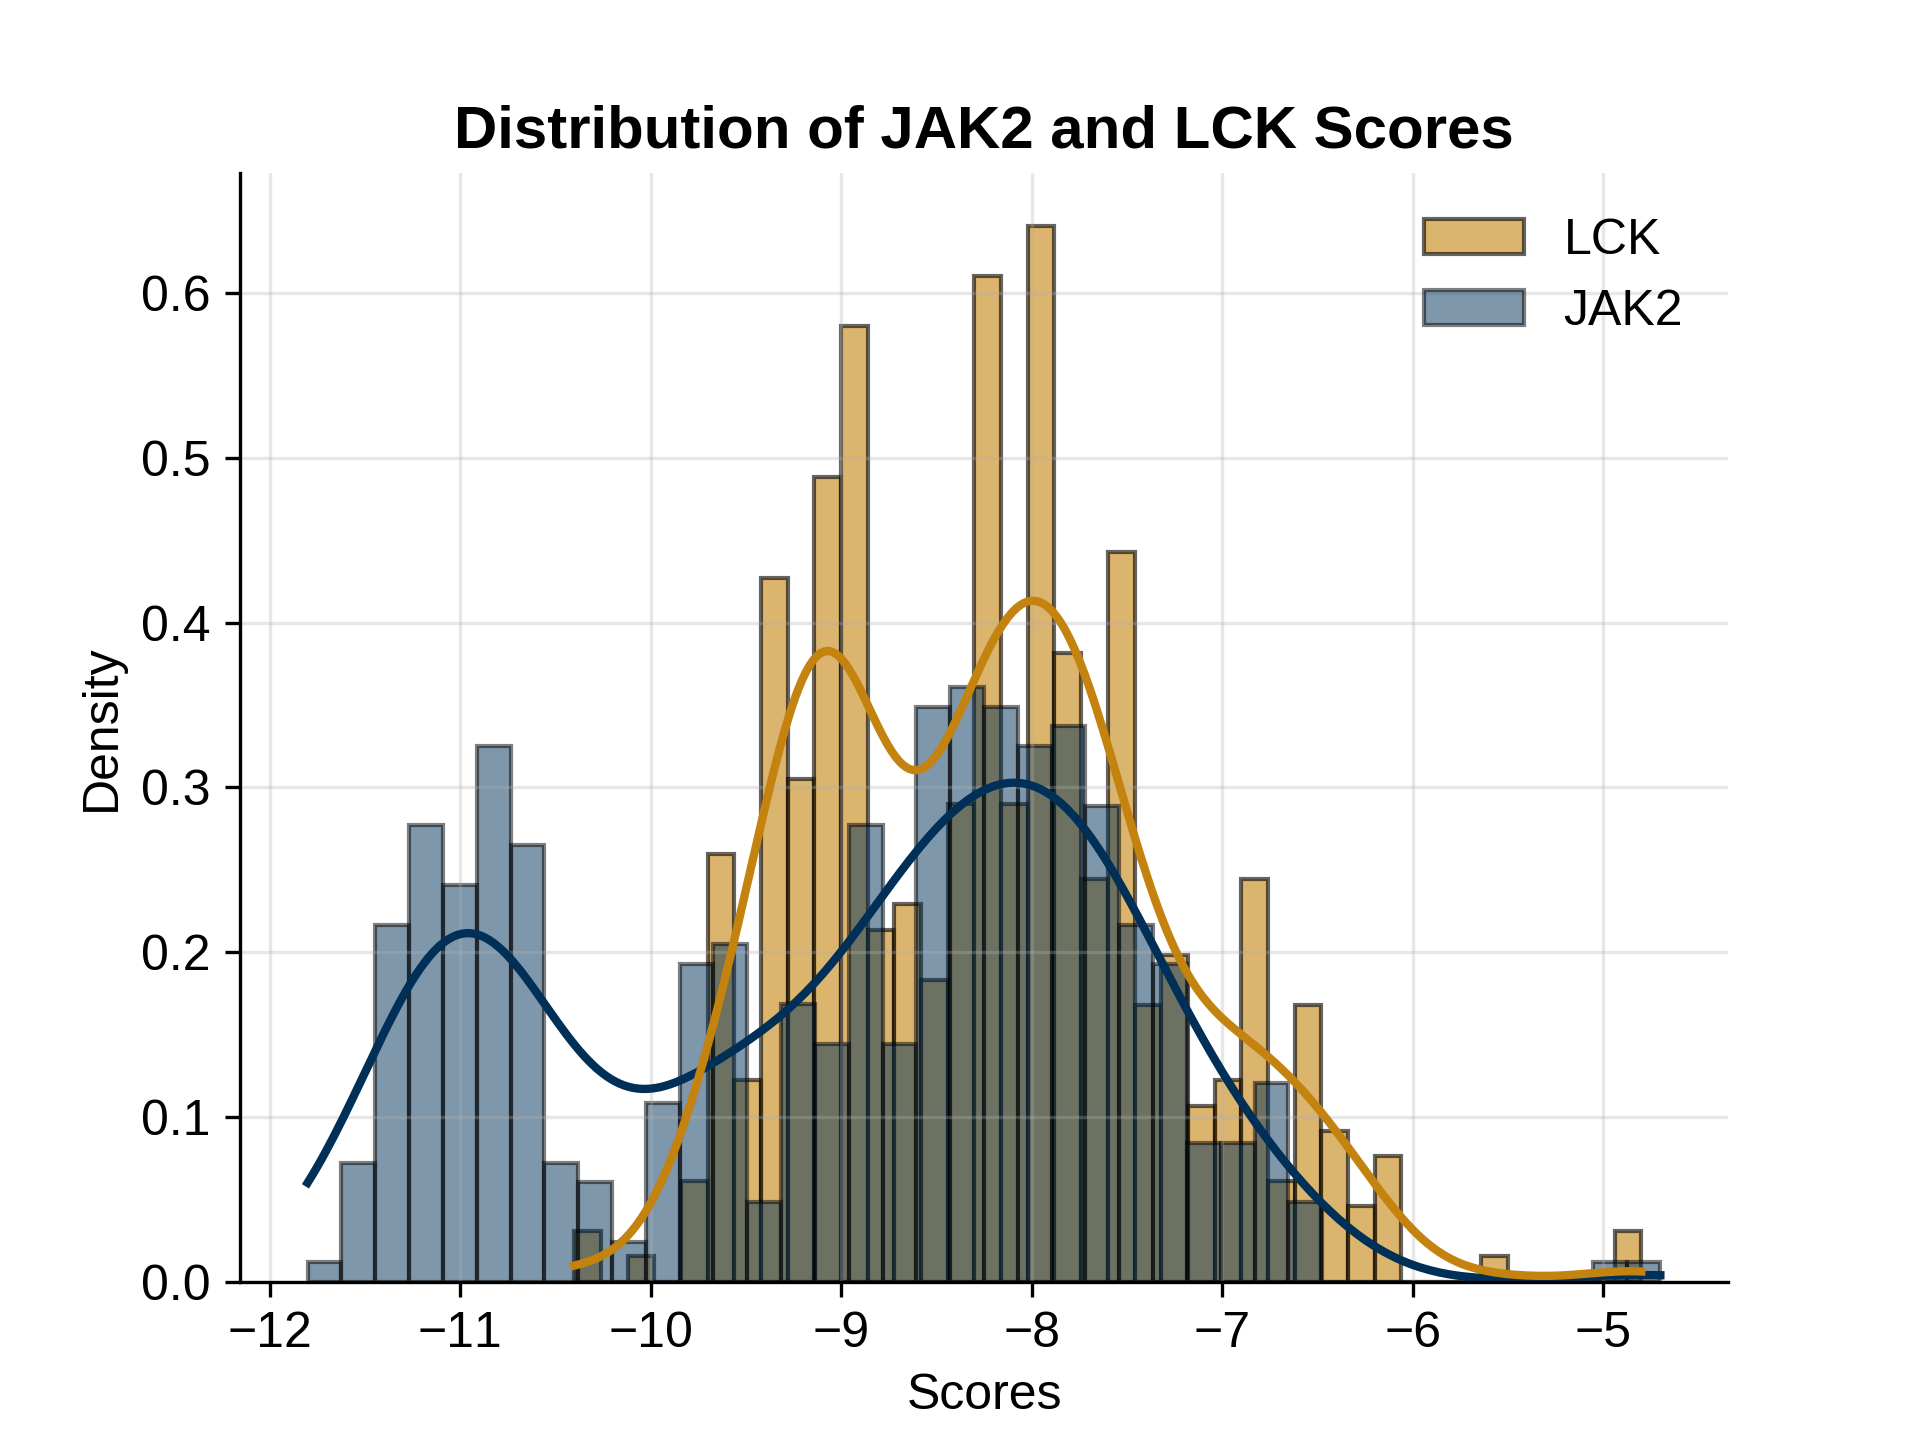 Distribution of JAK2 and LCK Scores
LCK
JAK2
0.6
0.5
0.4
0.3
0.2
0.1
0.0
Density
−12 −11 −10 −9 −8 −7 −6 −5
Scores